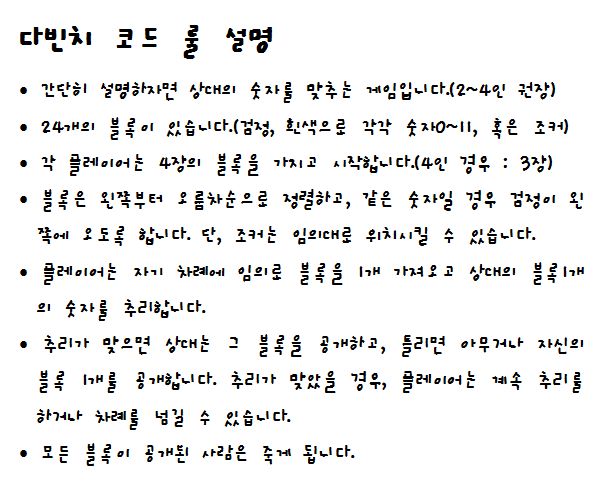 다빈치 코드 룰 설명
• 간단히 설명하자면 상대의 숫자를 맞추는 게임입니다.(2~4인 권장)
• 24개의 블록이 있습니다.(검정, 흰색으로 각각 숫자0~11, 혹은 조커)
• 각 플레이어는 4장의 블록을 가지고 시작합니다.(4인 경우 : 3장)
• 블록은 왼쪽부터 오름차순으로 정렬하고, 같은 숫자일 경우 검정이 왼
쪽에 오도록 합니다. 단, 조커는 임의대로 위치시킬 수 있습니다.
• 플레이어는 자기 차례에 임의로 블록을 1개 가져오고 상대의 블록1개
의 숫자를 추리합니다.
• 추리가 맞으면 상대는 그 블록을 공개하고, 틀리면 아무거나 자신의
블록 1개를 공개합니다. 추리가 맞았을 경우, 플레이어는 계속 추리를
하거나 차례를 넘길 수 있습니다.
• 모든 블록이 공개된 사람은 죽게 됩니다.